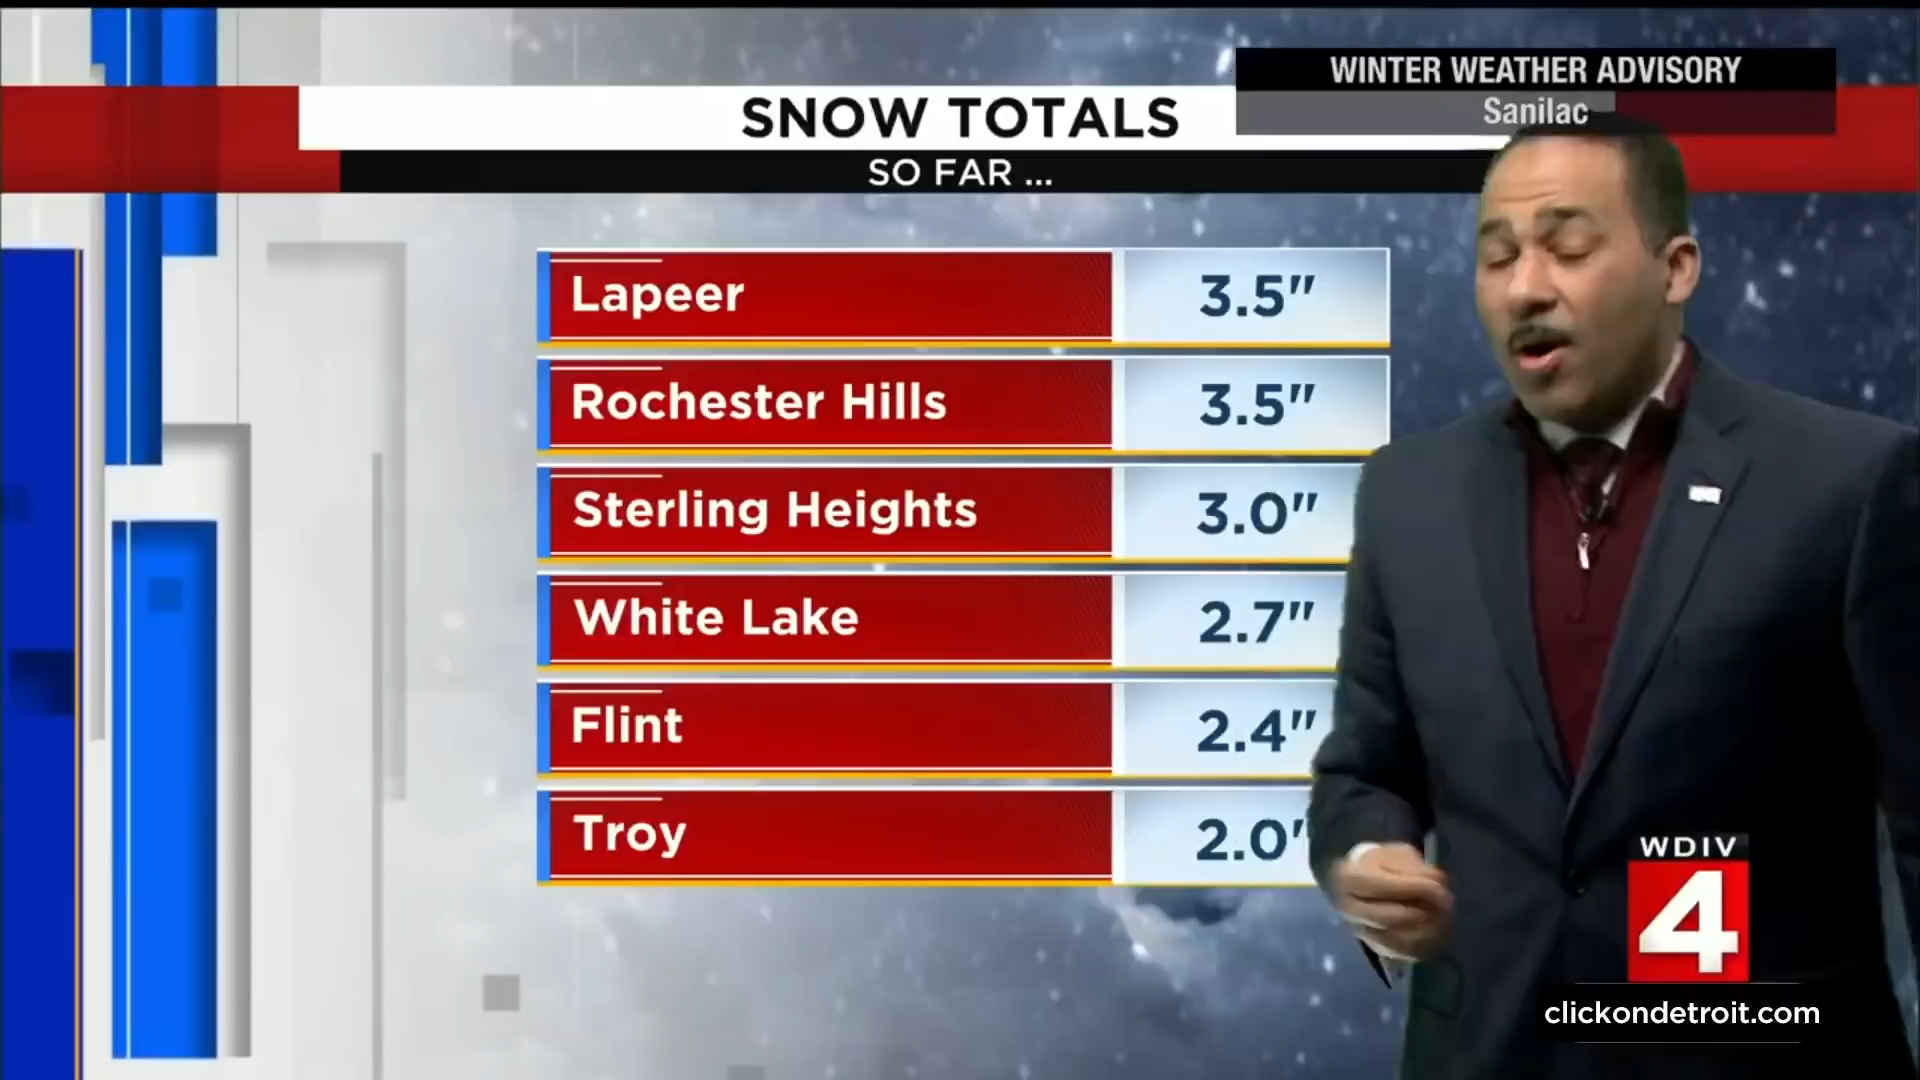 WINTER WEATHER ADVISORY
Sanilac
SNOW TOTALS
SO FAR ...
Lapeer 3.5"
Rochester Hills 3.5"
Sterling Heights 3.0"
White Lake 2.7"
Flint 2.4"
Troy 2.0"
WDIV
4
clickondetroit.com